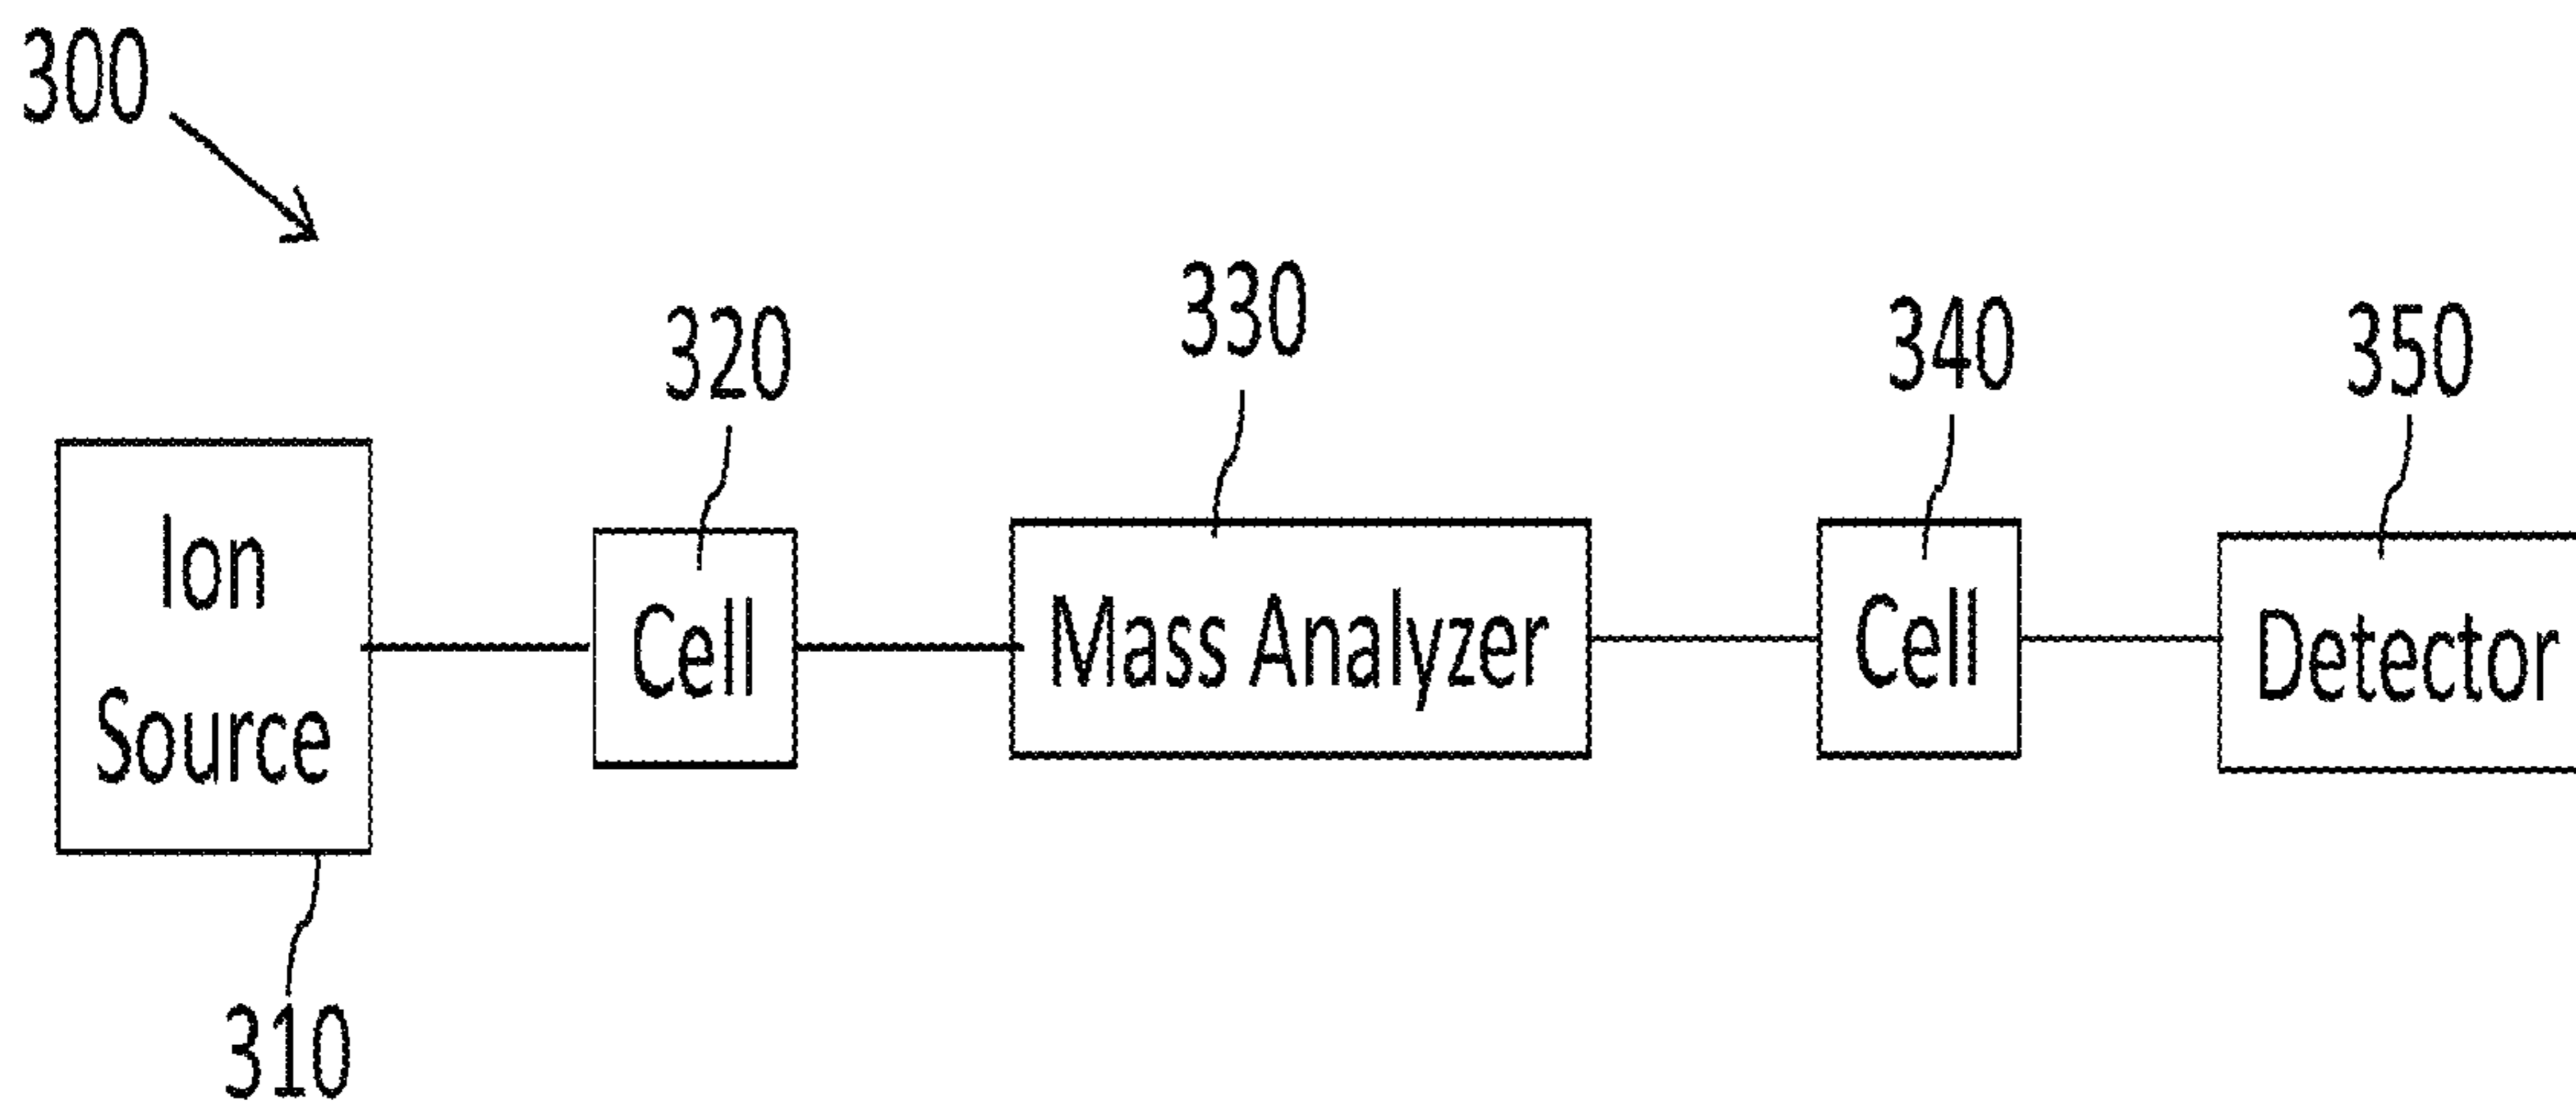 300
320
330
340
350
Ion
Source
Cell
Mass Analyzer
Cell
Detector
310